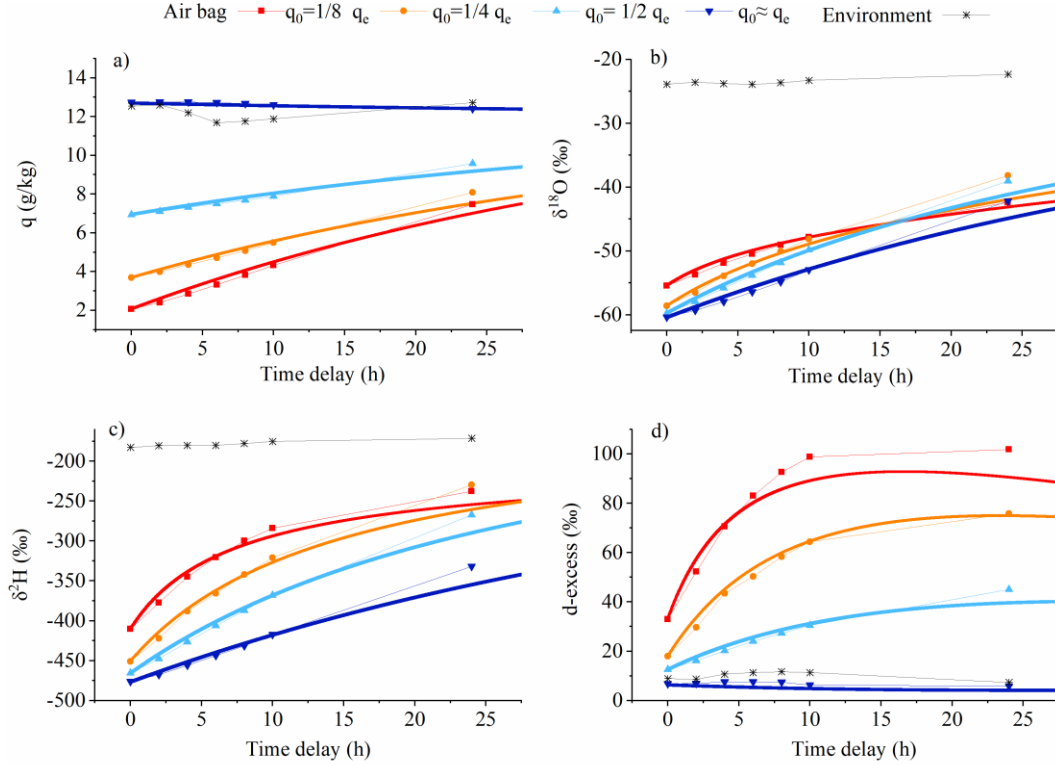 Air bag q₀=1/8 qₑ q₀=1/4 qₑ q₀= 1/2 qₑ q₀≈ qₑ Environment
a)
q (g/kg)
14
12
10
8
6
4
2
0 5 10 15 20 25
Time delay (h)
b)
δ¹⁸O (‰)
-20
-30
-40
-50
-60
0 5 10 15 20 25
Time delay (h)
c)
δ²H (‰)
-200
-250
-300
-350
-400
-450
-500
0 5 10 15 20 25
Time delay (h)
d)
d-excess (‰)
100
80
60
40
20
0
0 5 10 15 20 25
Time delay (h)